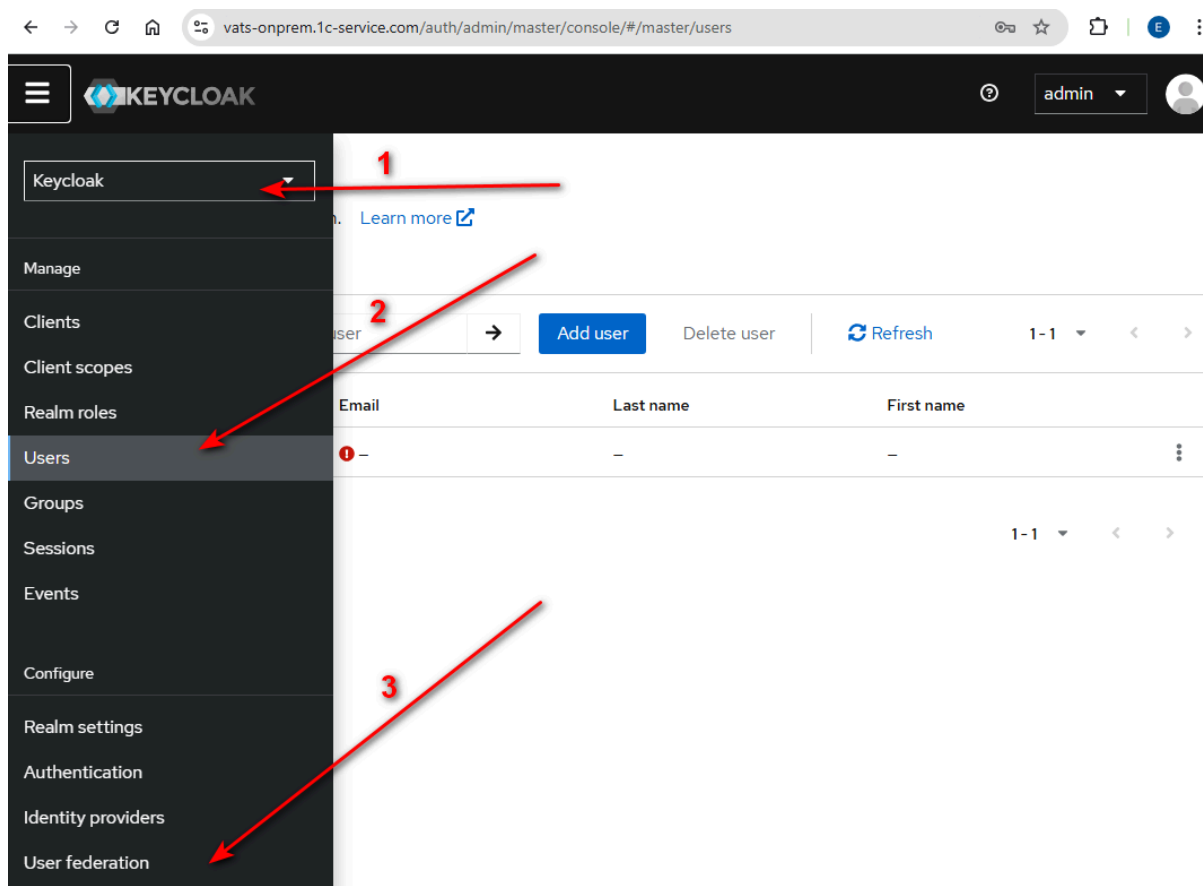 vats-onprem.1c-service.com/auth/admin/master/console/#/master/users
E
KEYCLOAK
admin
Keycloak
1
. Learn more
Manage
2
Clients
user
Add user
Delete user
Refresh
1-1
Client scopes
Realm roles
Email
Last name
First name
Users
–
–
–
Groups
1-1
Sessions
Events
Configure
3
Realm settings
Authentication
Identity providers
User federation